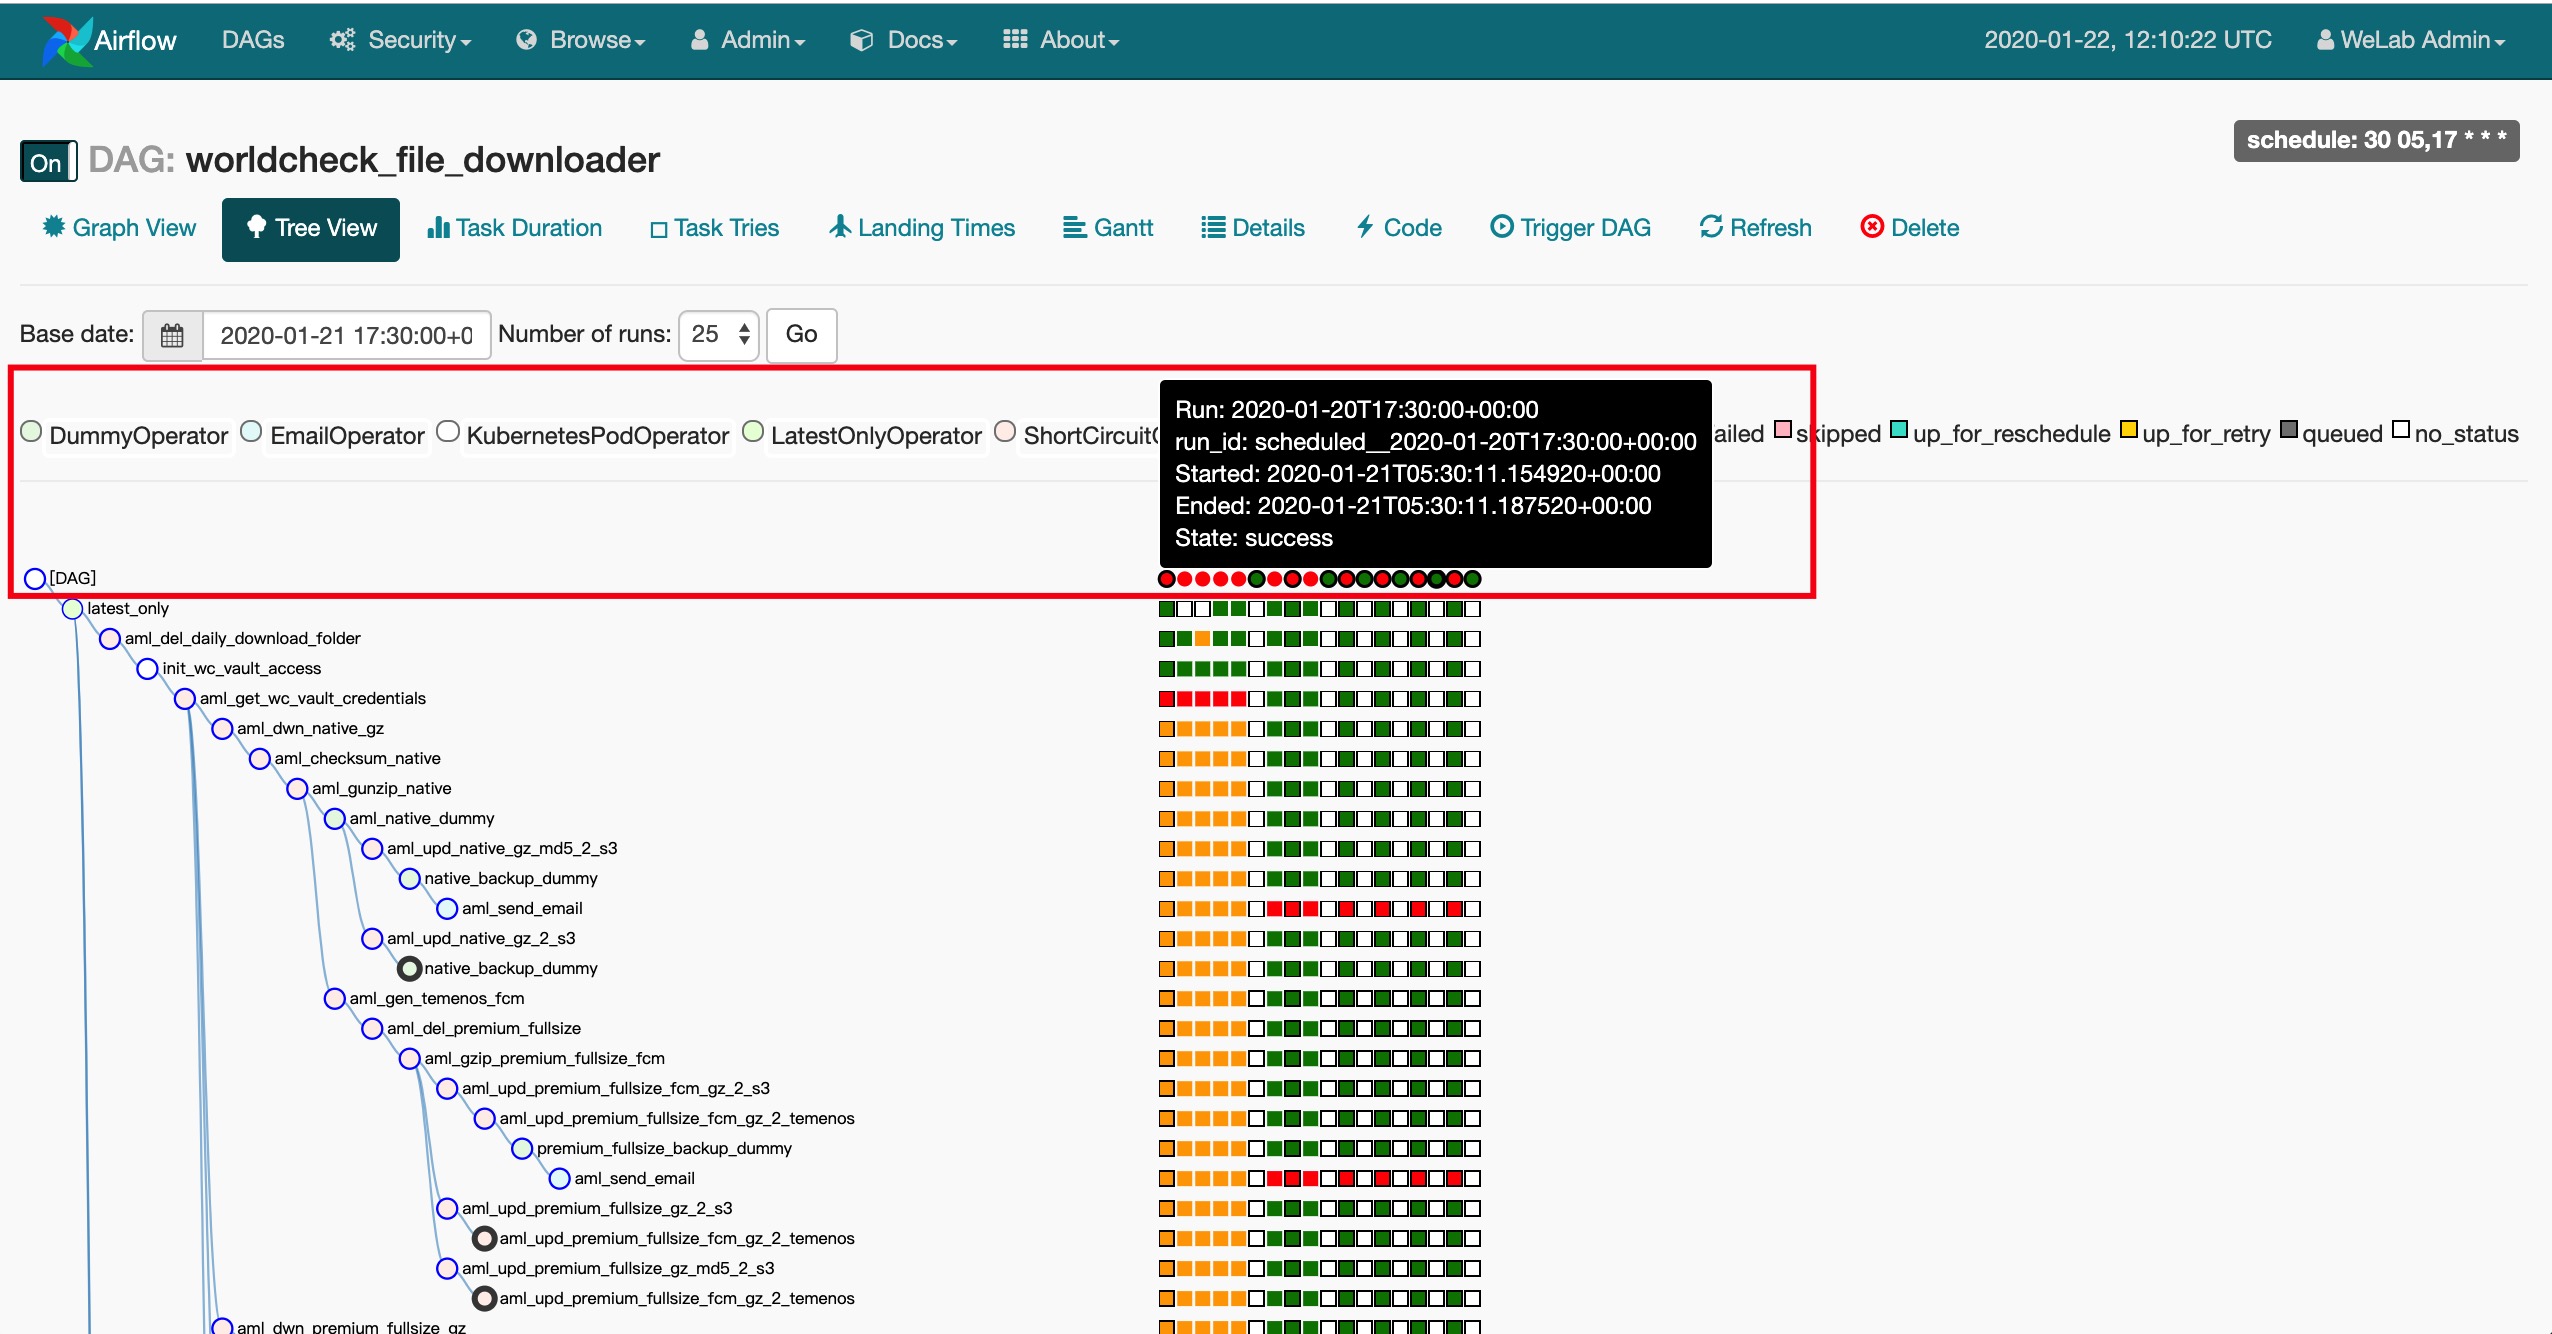 Airflow DAGs Security Browse Admin Docs About 2020-01-22, 12:10:22 UTC WeLab Admin
schedule: 30 05,17 * * *
On DAG: worldcheck_file_downloader
Graph View Tree View Task Duration Task Tries Landing Times Gantt Details Code Trigger DAG Refresh Delete
Base date: 2020-01-21 17:30:00+0 Number of runs: 25 Go
DummyOperator EmailOperator KubernetesPodOperator LatestOnlyOperator ShortCircuit ailed skipped up_for_reschedule up_for_retry queued no_status
Run: 2020-01-20T17:30:00+00:00
run_id: scheduled__2020-01-20T17:30:00+00:00
Started: 2020-01-21T05:30:11.154920+00:00
Ended: 2020-01-21T05:30:11.187520+00:00
State: success
[DAG]
latest_only
aml_del_daily_download_folder
init_wc_vault_access
aml_get_wc_vault_credentials
aml_dwn_native_gz
aml_checksum_native
aml_gunzip_native
aml_native_dummy
aml_upd_native_gz_md5_2_s3
native_backup_dummy
aml_send_email
aml_upd_native_gz_2_s3
native_backup_dummy
aml_gen_temenos_fcm
aml_del_premium_fullsize
aml_gzip_premium_fullsize_fcm
aml_upd_premium_fullsize_fcm_gz_2_s3
aml_upd_premium_fullsize_fcm_gz_2_temenos
premium_fullsize_backup_dummy
aml_send_email
aml_upd_premium_fullsize_gz_2_s3
aml_upd_premium_fullsize_fcm_gz_2_temenos
aml_upd_premium_fullsize_gz_md5_2_s3
aml_upd_premium_fullsize_fcm_gz_2_temenos
aml_dwn_premium_fullsize_gz